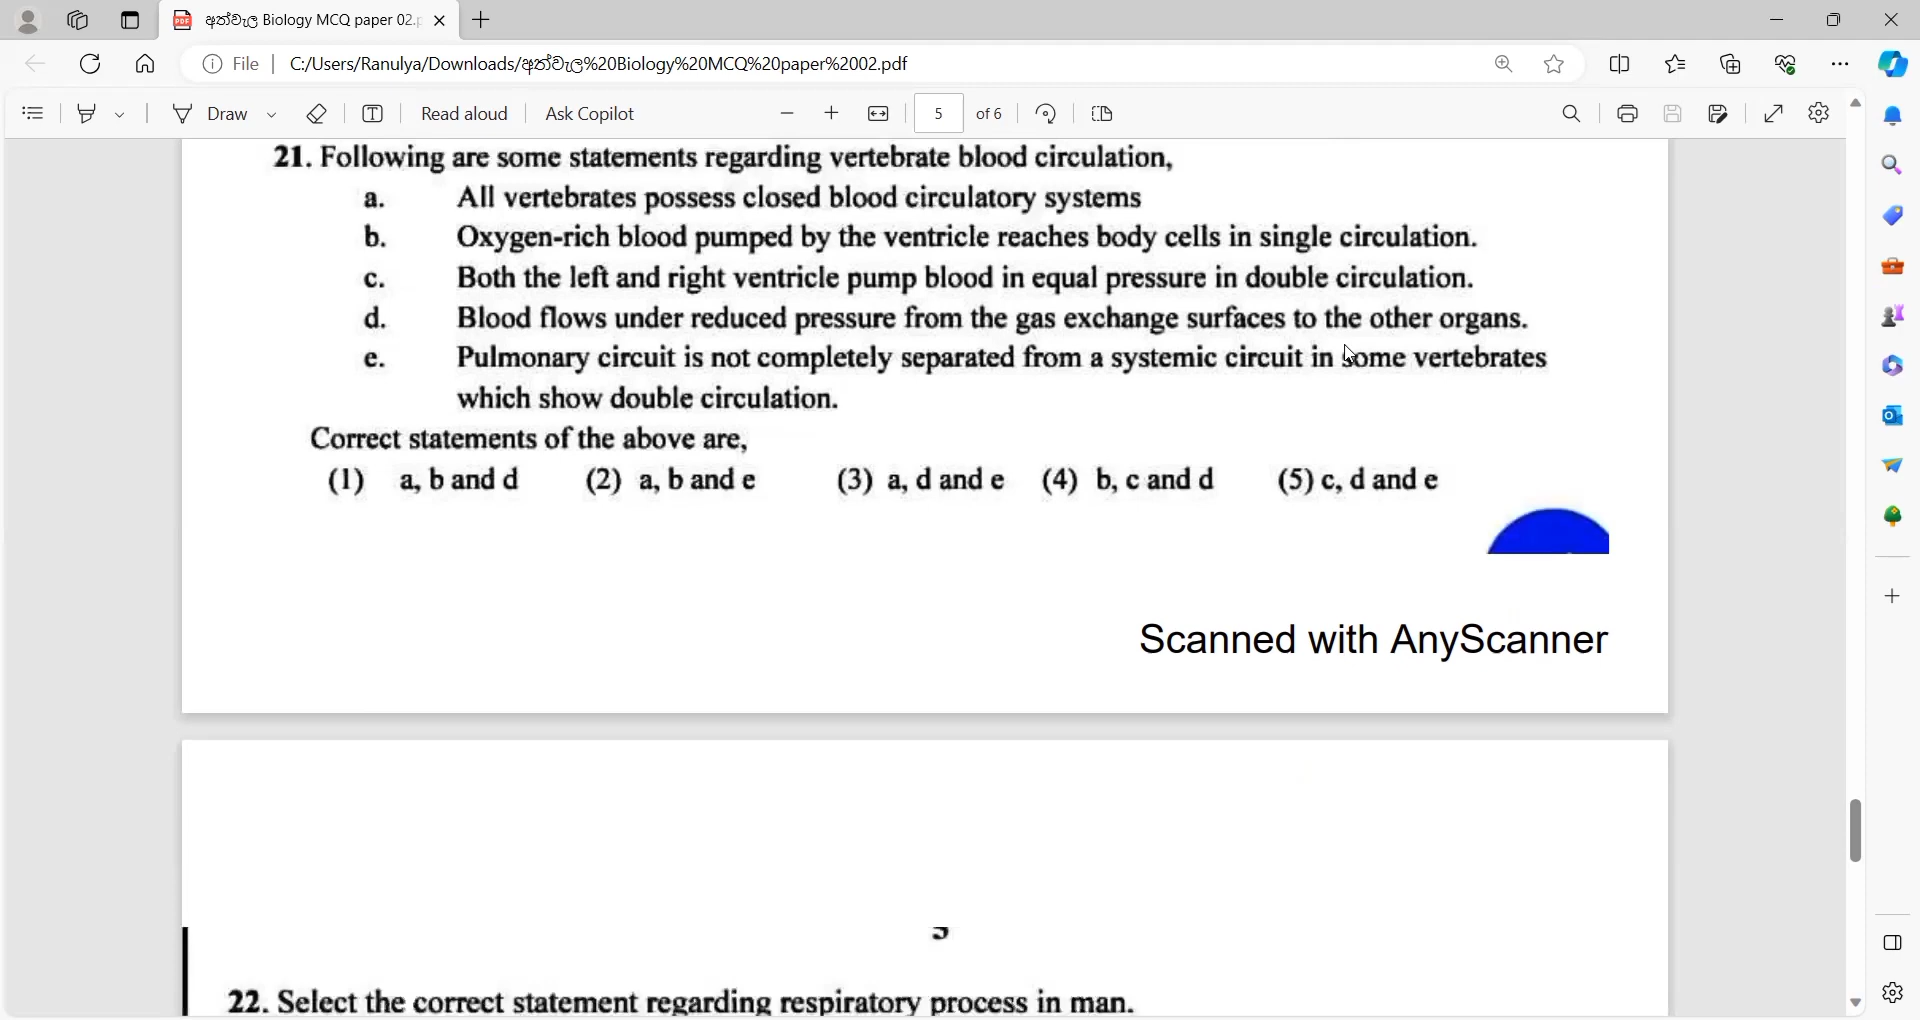 අත්වැල Biology MCQ paper 02.p
File
C:/Users/Ranulya/Downloads/අත්වැල%20Biology%20MCQ%20paper%2002.pdf
Draw
Read aloud
Ask Copilot
5
of 6
21. Following are some statements regarding vertebrate blood circulation,
a. All vertebrates possess closed blood circulatory systems
b. Oxygen-rich blood pumped by the ventricle reaches body cells in single circulation.
c. Both the left and right ventricle pump blood in equal pressure in double circulation.
d. Blood flows under reduced pressure from the gas exchange surfaces to the other organs.
e. Pulmonary circuit is not completely separated from a systemic circuit in some vertebrates
which show double circulation.
Correct statements of the above are,
(1) a, b and d (2) a, b and e (3) a, d and e (4) b, c and d (5) c, d and e
Scanned with AnyScanner
22. Select the correct statement regarding respiratory process in man.